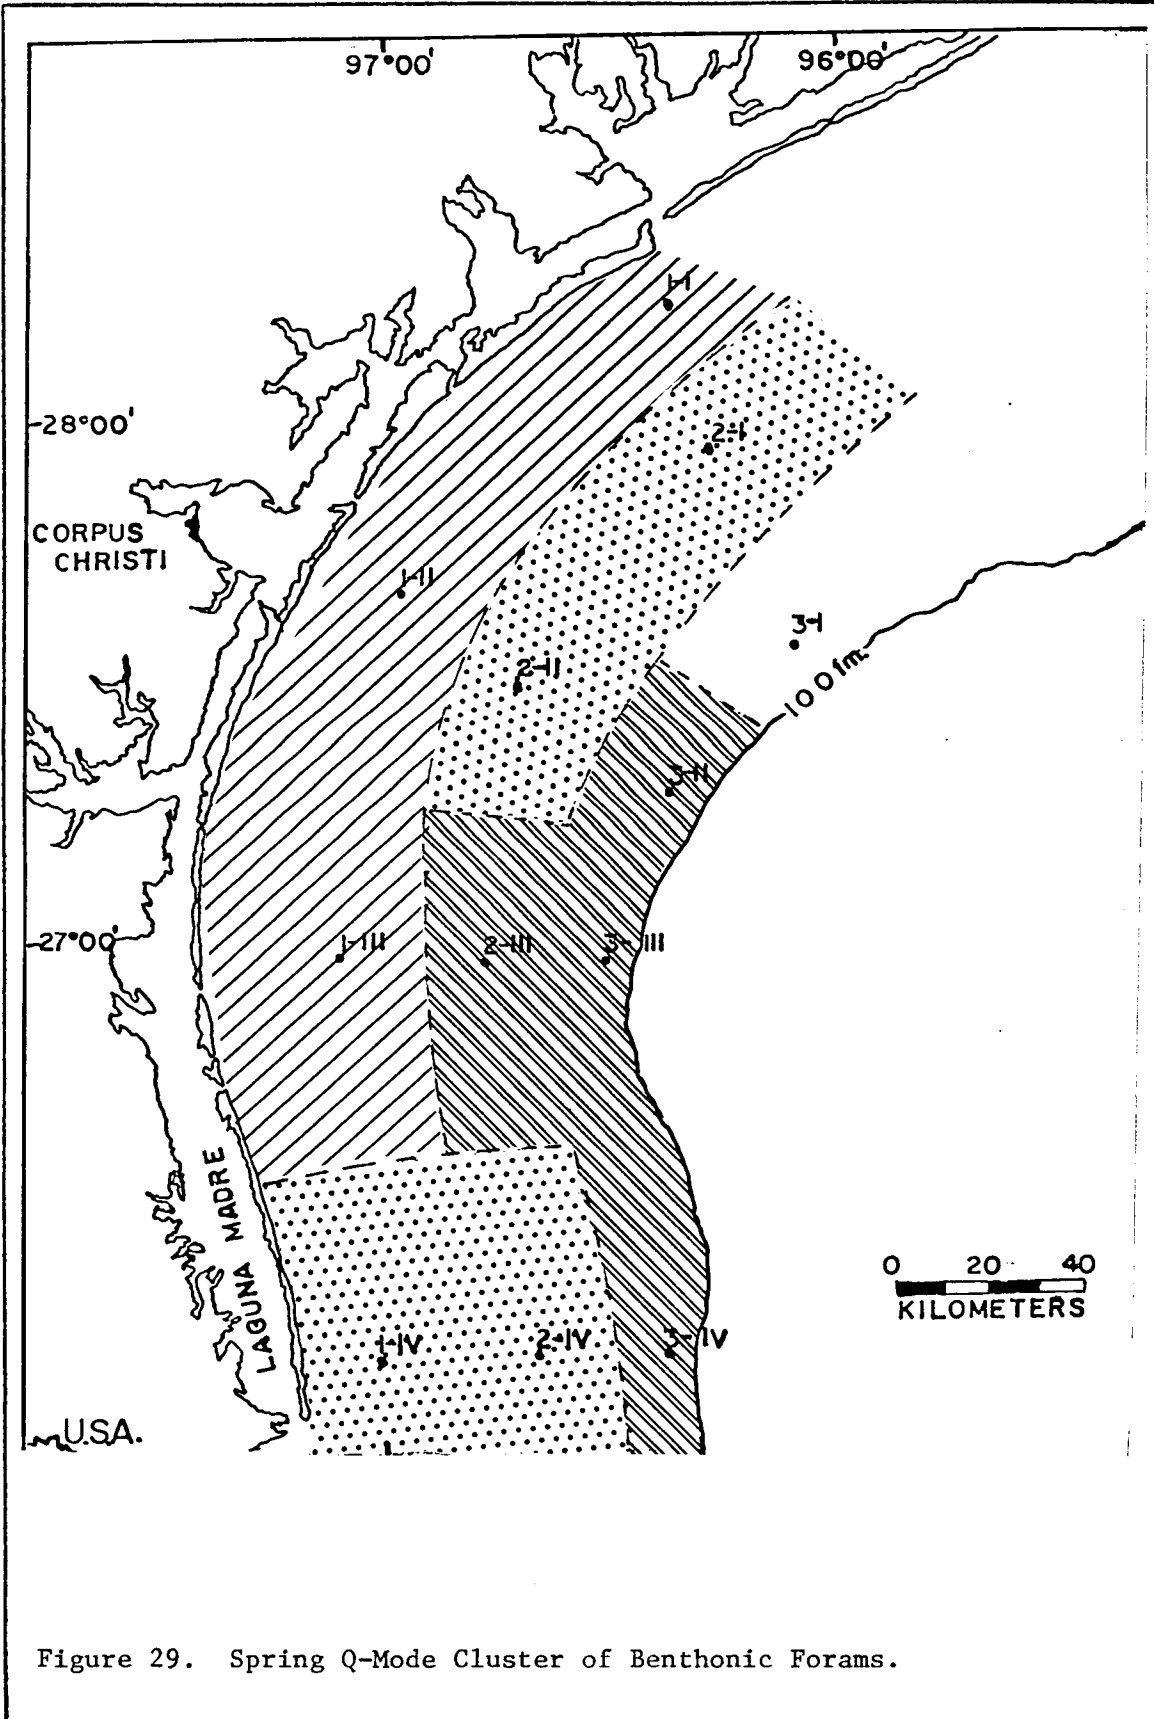 97°00'
96°00'
1-I
28°00'
2-I
CORPUS
CHRISTI
1-II
3-I
2-II
100fm.
3-II
27°00'
1-III
2-III
3-III
LAGUNA MADRE
0 20 40
KILOMETERS
1-IV
2-IV
3-IV
U.S.A.
Figure 29. Spring Q-Mode Cluster of Benthonic Forams.